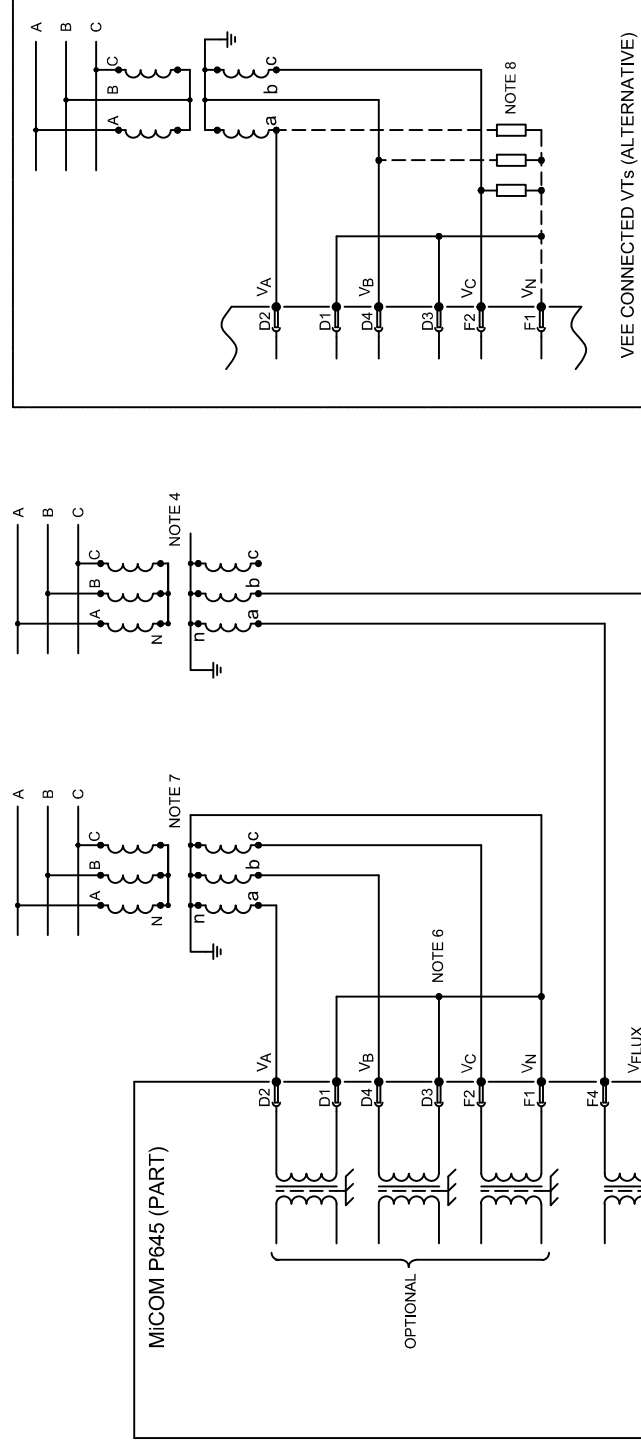 MiCOM P645 (PART)
OPTIONAL
D2
VA
D1
D4
VB
D3
NOTE 6
F2
VC
F1
VN
F4
VFLUX
A
B
C
A
B
C
N
NOTE 7
n
a
b
c
A
B
C
A
B
C
N
NOTE 4
n
a
b
c
A
B
C
A
B
C
a
b
c
NOTE 8
D2
VA
D1
D4
VB
D3
F2
VC
F1
VN
VEE CONNECTED VTs (ALTERNATIVE)